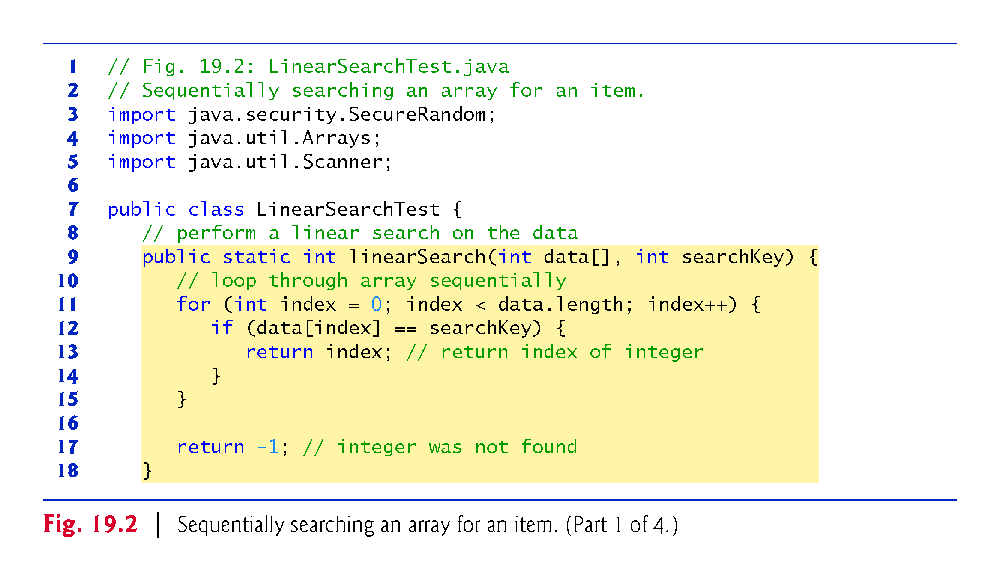 1 // Fig. 19.2: LinearSearchTest.java
2 // Sequentially searching an array for an item.
3 import java.security.SecureRandom;
4 import java.util.Arrays;
5 import java.util.Scanner;
6
7 public class LinearSearchTest {
8    // perform a linear search on the data
9    public static int linearSearch(int data[], int searchKey) {
10       // loop through array sequentially
11       for (int index = 0; index < data.length; index++) {
12          if (data[index] == searchKey) {
13             return index; // return index of integer
14          }
15       }
16
17       return -1; // integer was not found
18    }
Fig. 19.2 | Sequentially searching an array for an item. (Part 1 of 4.)